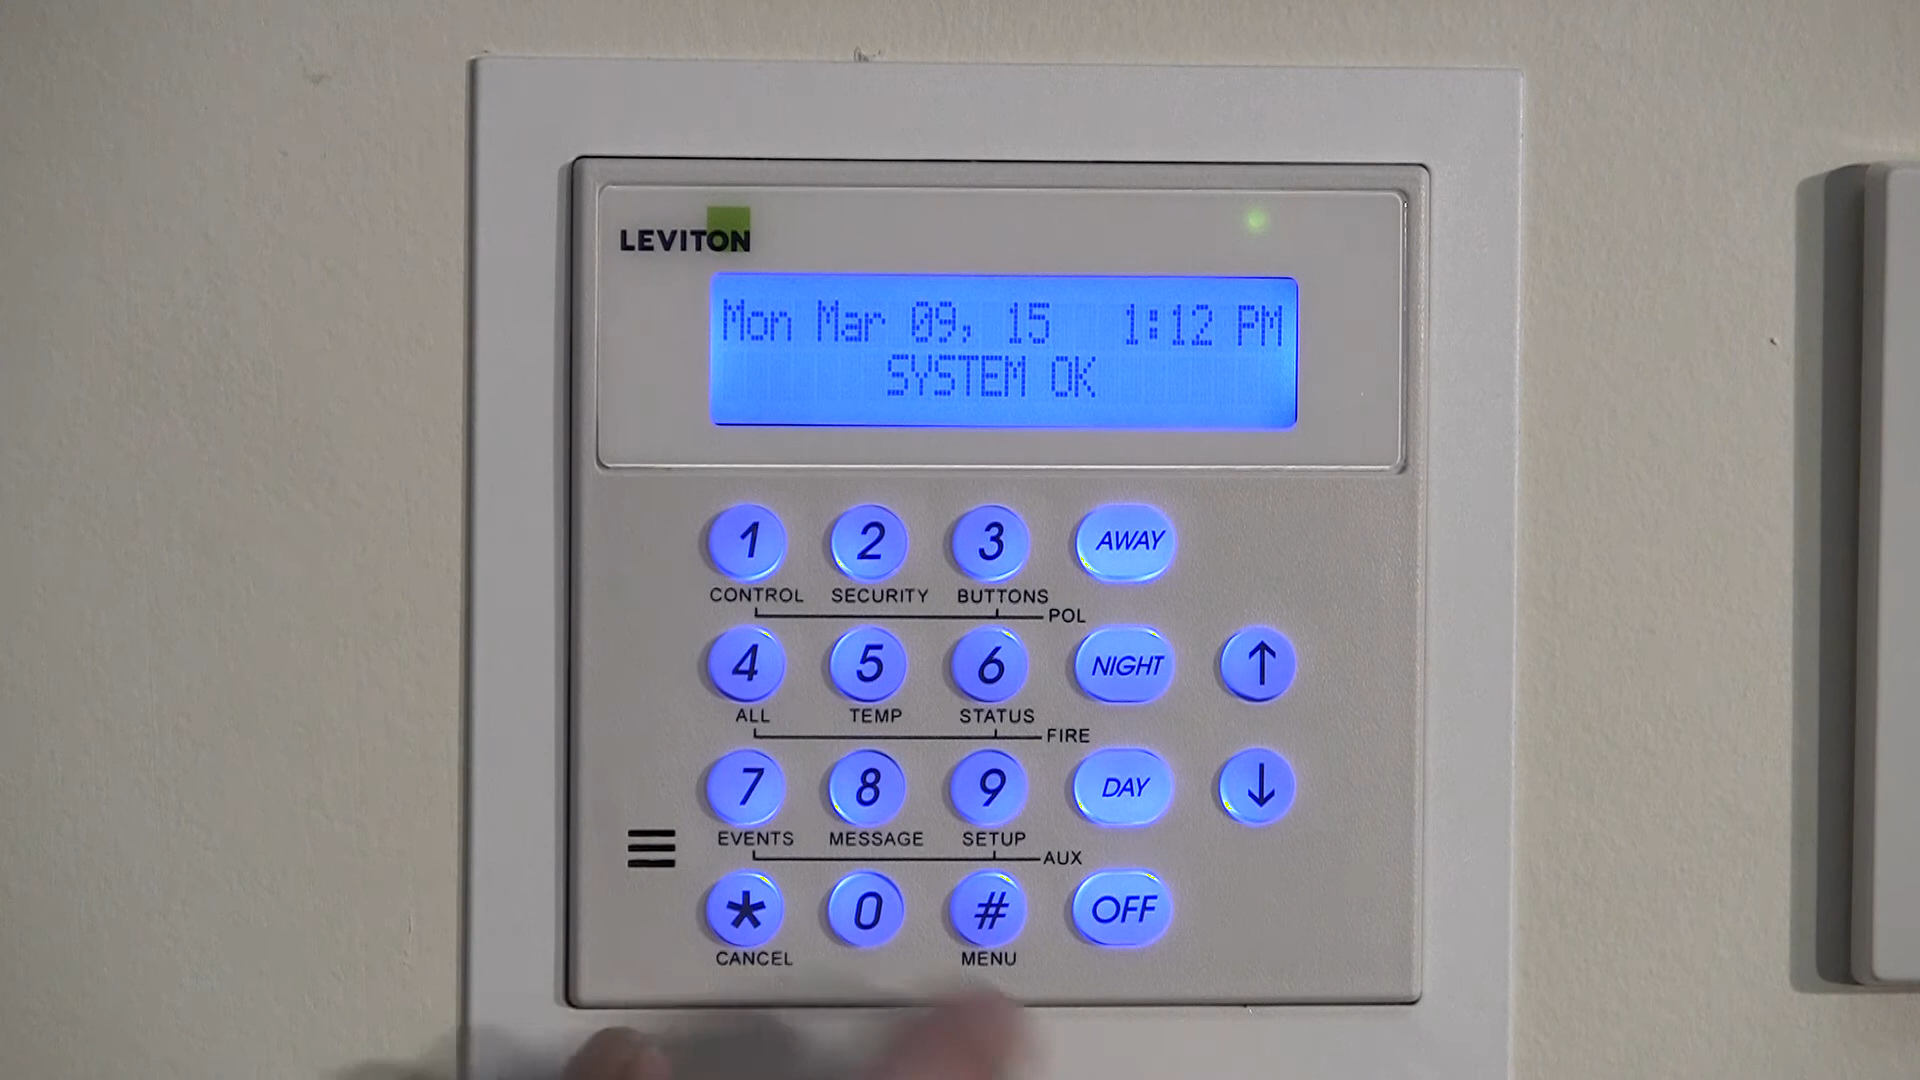 LEVITON
Mon Mar 09, 15 1:12 PM
SYSTEM OK
1 2 3 AWAY
CONTROL SECURITY BUTTONS
POL
4 5 6 NIGHT ↑
ALL TEMP STATUS
FIRE
7 8 9 DAY ↓
EVENTS MESSAGE SETUP
AUX
* 0 # OFF
CANCEL MENU